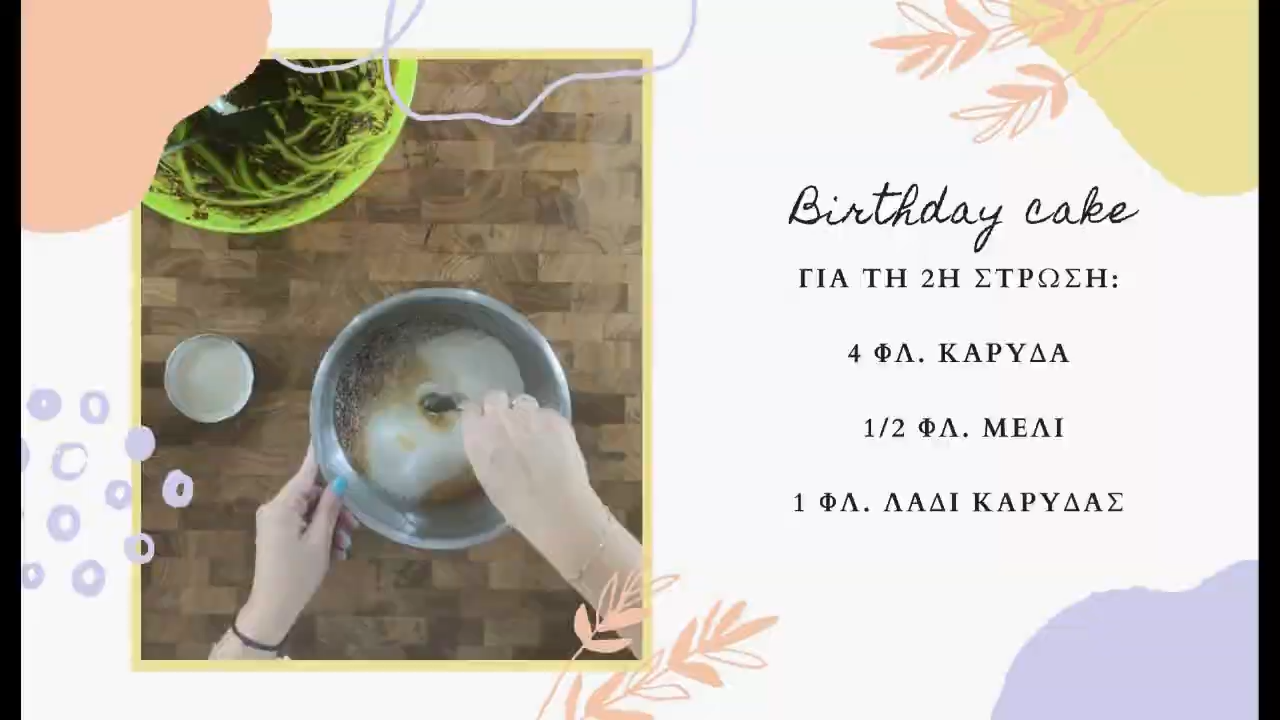 Birthday cake
ΓΙΑ ΤΗ 2Η ΣΤΡΩΣΗ:
4 ΦΛ. ΚΑΡΥΔΑ
1/2 ΦΛ. ΜΕΛΙ
1 ΦΛ. ΛΑΔΙ ΚΑΡΥΔΑΣ